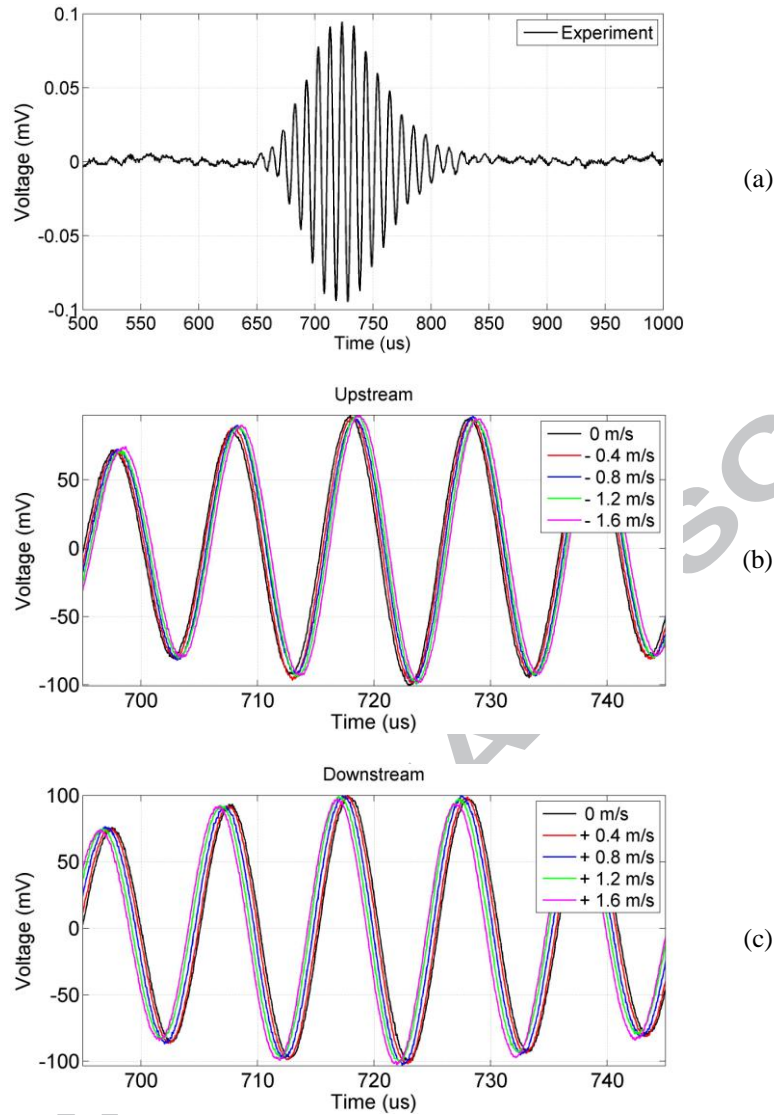 0.1
0.05
0
-0.05
-0.1
Voltage (mV)
Experiment
500 550 600 650 700 750 800 850 900 950 1000
Time (us)
(a)
Upstream
50
0
-50
-100
Voltage (mV)
0 m/s
- 0.4 m/s
- 0.8 m/s
- 1.2 m/s
- 1.6 m/s
700 710 720 730 740
Time (us)
(b)
Downstream
100
50
0
-50
-100
Voltage (mV)
0 m/s
+ 0.4 m/s
+ 0.8 m/s
+ 1.2 m/s
+ 1.6 m/s
700 710 720 730 740
Time (us)
(c)